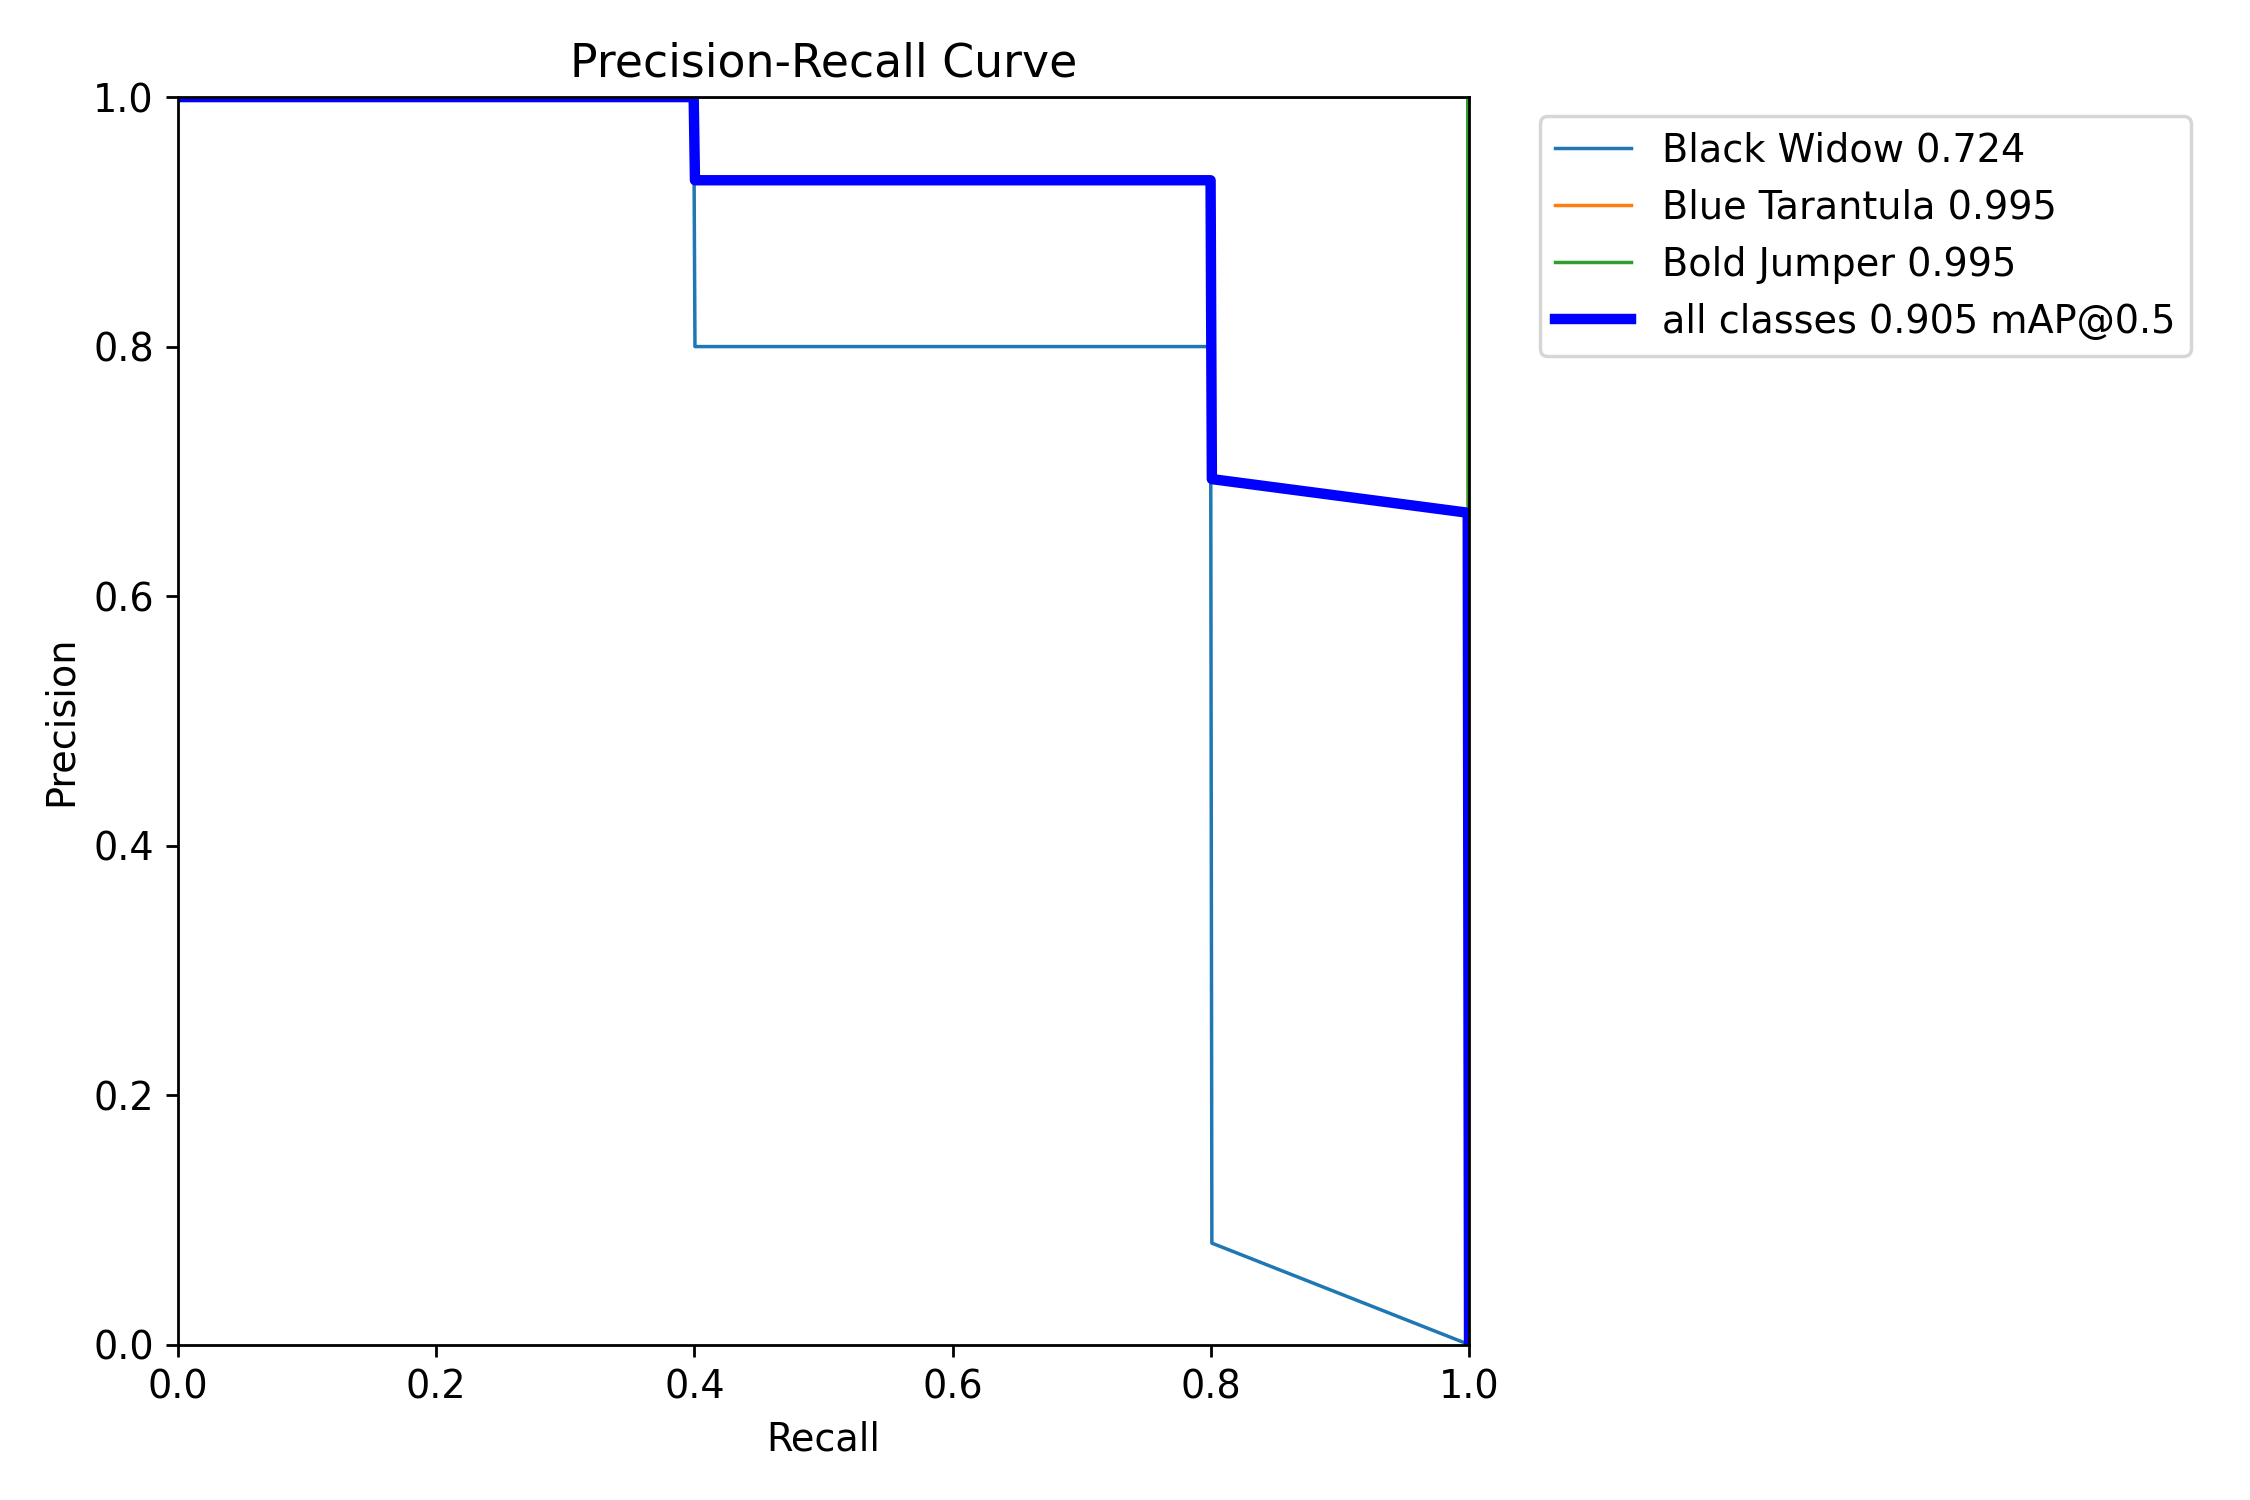 Precision-Recall Curve
1.0
0.8
0.6
0.4
0.2
0.0
Precision
0.0 0.2 0.4 0.6 0.8 1.0
Recall
Black Widow 0.724
Blue Tarantula 0.995
Bold Jumper 0.995
all classes 0.905 mAP@0.5